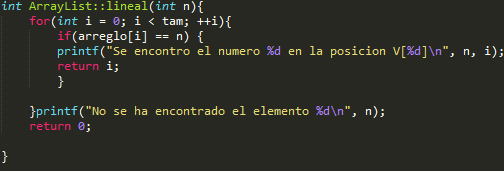 int ArrayList::lineal(int n){
    for(int i = 0; i < tam; ++i){
        if(arreglo[i] == n) {
        printf("Se encontro el numero %d en la posicion V[%d]\n", n, i);
        return i;
        }

    }printf("No se ha encontrado el elemento %d\n", n);
    return 0;

}